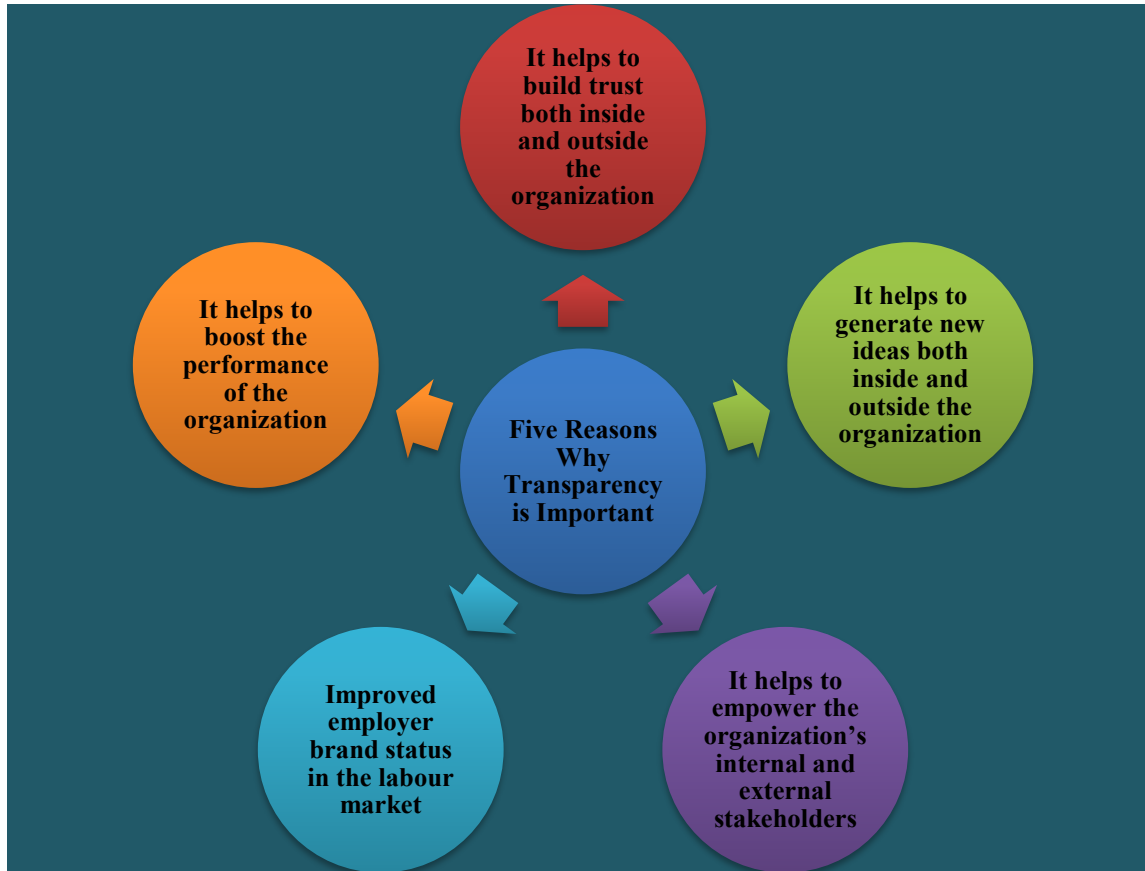 It helps to
build trust
both inside
and outside
the
organization
It helps to
boost the
performance
of the
organization
It helps to
generate new
ideas both
inside and
outside the
organization
Five Reasons
Why
Transparency
is Important
Improved
employer
brand status
in the labour
market
It helps to
empower the
organization’s
internal and
external
stakeholders